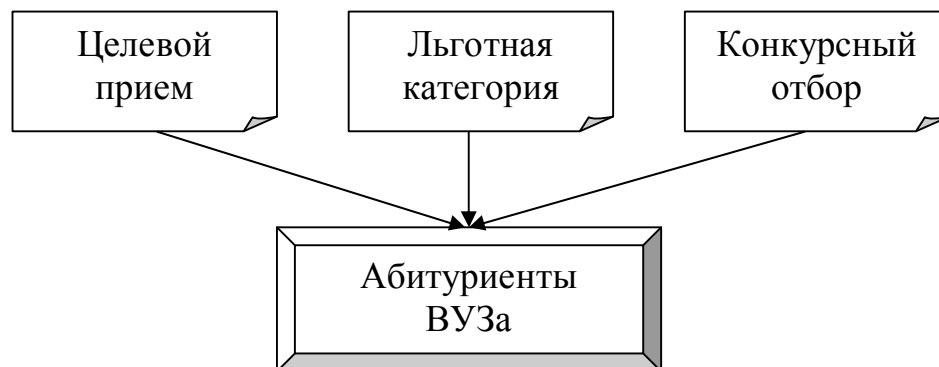 Целевой
прием
Льготная
категория
Конкурсный
отбор
Абитуриенты
ВУЗа